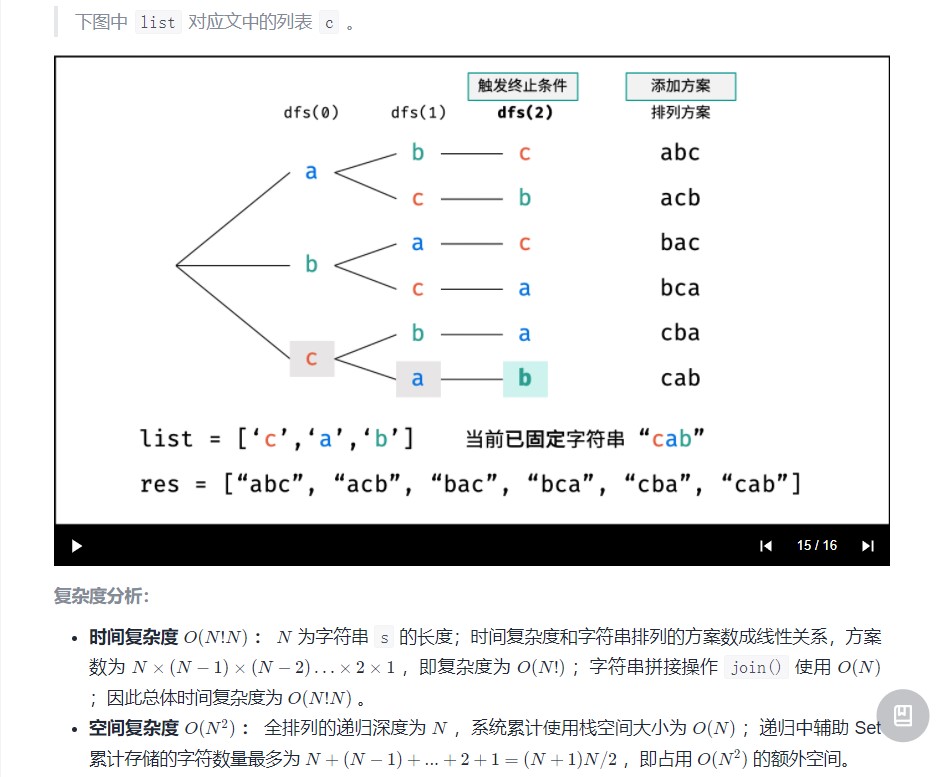 下图中 list 对应文中的列表 c 。
触发终止条件 添加方案
dfs(0) dfs(1) dfs(2) 排列方案
b c abc
a
c b acb
a c bac
b
c a bca
b a cba
c
a b cab
list = [‘c’,‘a’,‘b’] 当前已固定字符串 “cab”
res = [“abc”, “acb”, “bac”, “bca”, “cba”, “cab”]
15 / 16
复杂度分析:
• 时间复杂度 O(N!N) : N 为字符串 s 的长度；时间复杂度和字符串排列的方案数成线性关系，方案
数为 N × (N − 1) × (N − 2) … × 2 × 1 ，即复杂度为 O(N!) ；字符串拼接操作 join() 使用 O(N)
；因此总体时间复杂度为 O(N!N) 。
• 空间复杂度 O(N²) : 全排列的递归深度为 N ，系统累计使用栈空间大小为 O(N) ；递归中辅助 Set
累计存储的字符数量最多为 N + (N − 1) + ... + 2 + 1 = (N + 1)N/2 ，即占用 O(N²) 的额外空间。